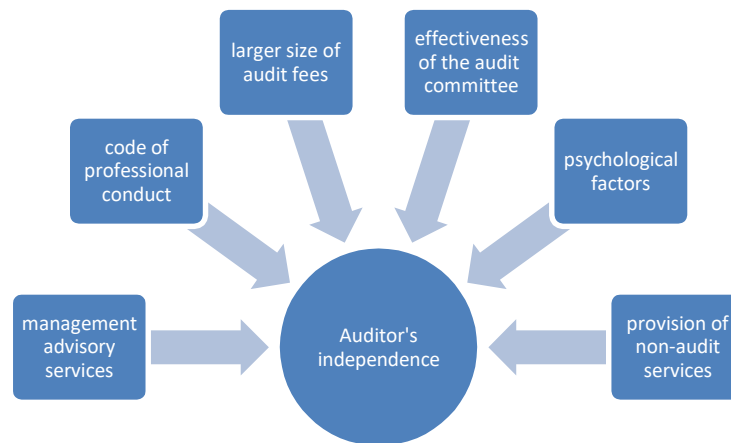 larger size of
audit fees
effectiveness
of the audit
committee
code of
professional
conduct
psychological
factors
management
advisory
services
Auditor's
independence
provision of
non-audit
services